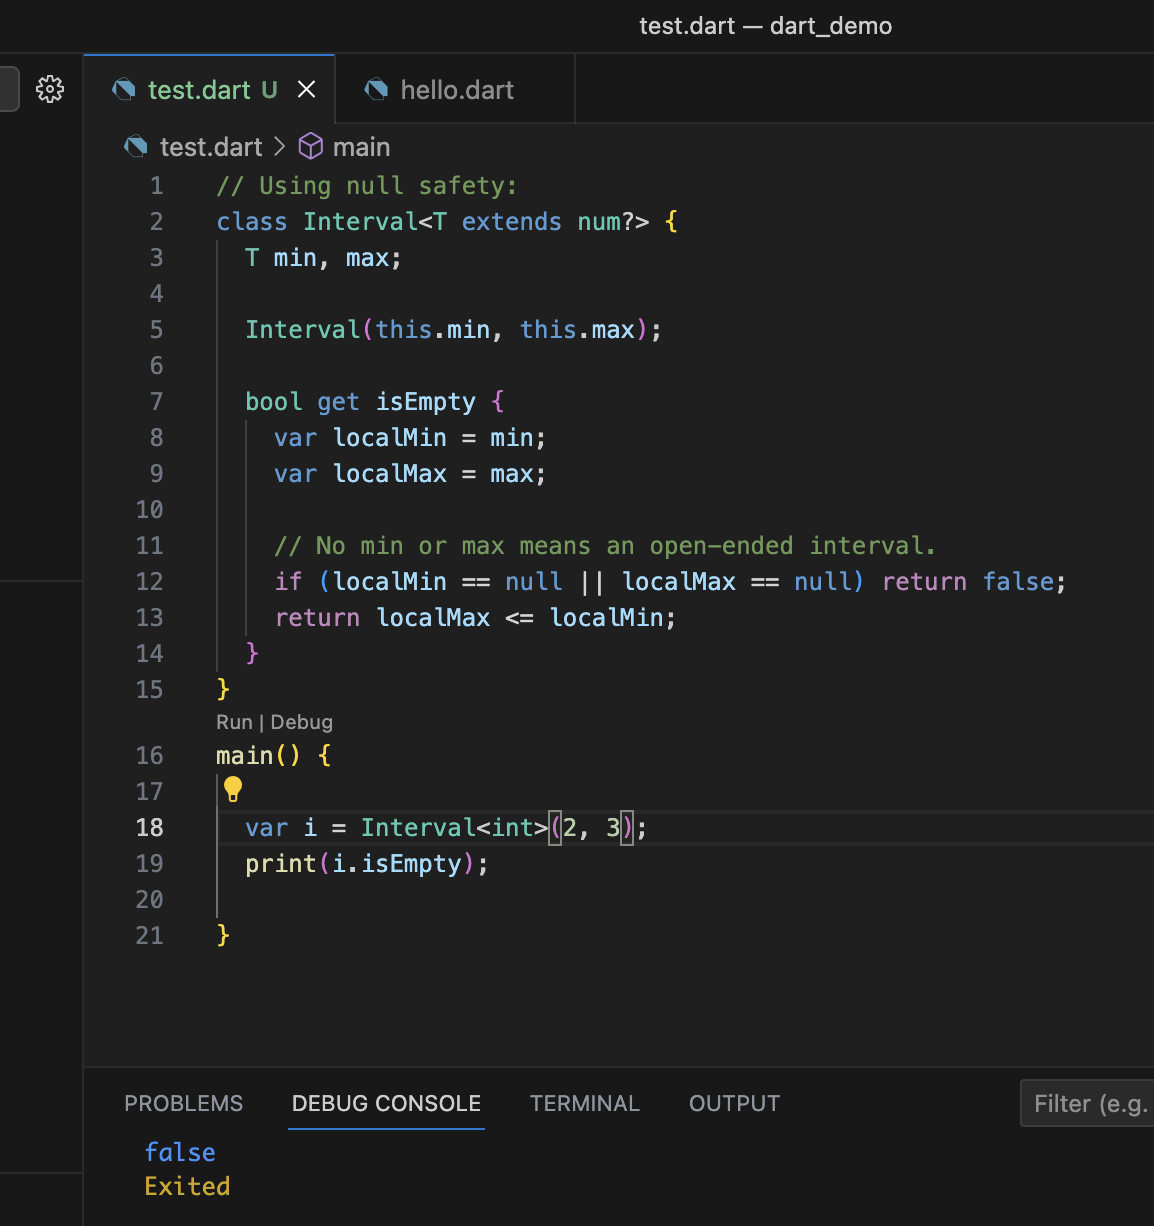 test.dart — dart_demo
test.dart U hello.dart
test.dart > main
1 // Using null safety:
2 class Interval<T extends num?> {
3 T min, max;
4
5 Interval(this.min, this.max);
6
7 bool get isEmpty {
8 var localMin = min;
9 var localMax = max;
10
11 // No min or max means an open-ended interval.
12 if (localMin == null || localMax == null) return false;
13 return localMax <= localMin;
14 }
15 }
Run | Debug
16 main() {
17
18 var i = Interval<int>(2, 3);
19 print(i.isEmpty);
20
21 }
PROBLEMS DEBUG CONSOLE TERMINAL OUTPUT Filter (e.g.
false
Exited